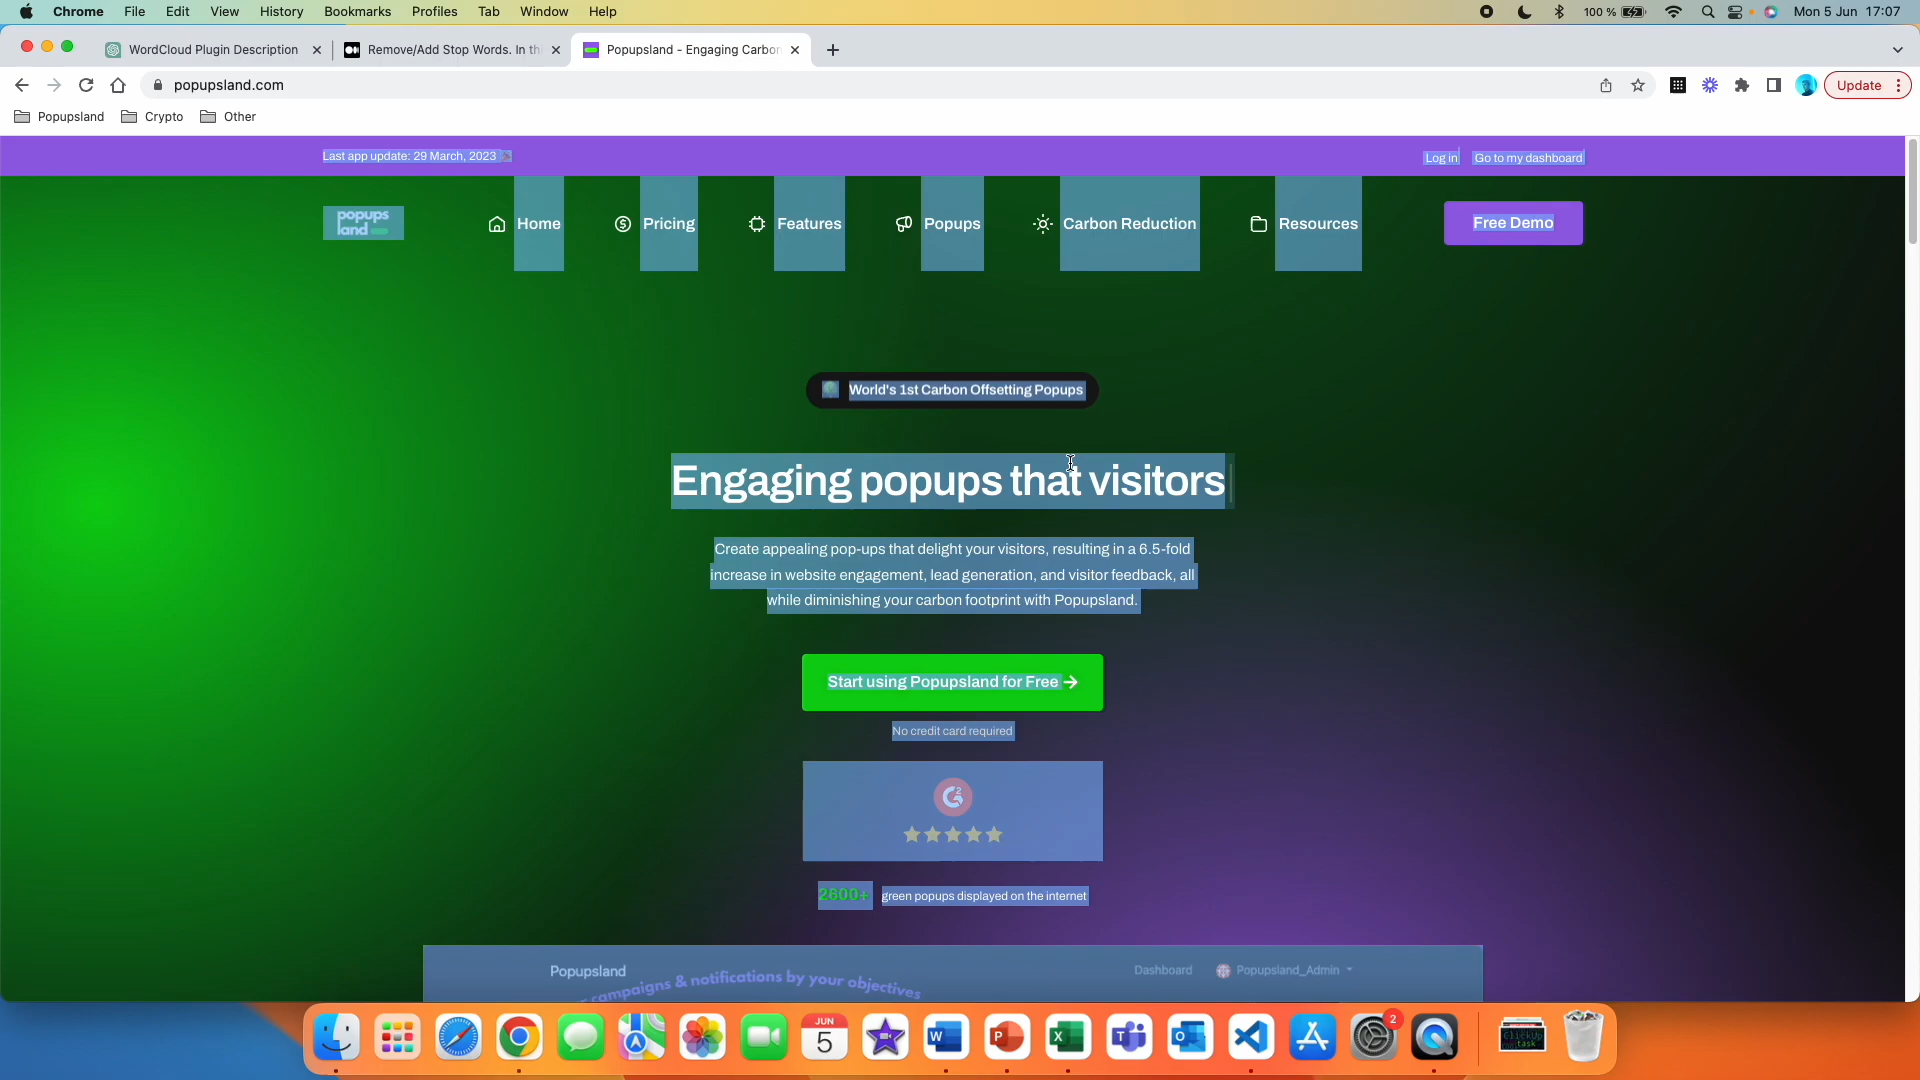 Chrome File Edit View History Bookmarks Profiles Tab Window Help 100 % Mon 5 Jun 17:07
WordCloud Plugin Description Remove/Add Stop Words. In th Popupsland - Engaging Carbon
popupsland.com Update
Popupsland Crypto Other
Last app update: 29 March, 2023 Log in Go to my dashboard
popups
land
Home Pricing Features Popups Carbon Reduction Resources Free Demo
World's 1st Carbon Offsetting Popups
Engaging popups that visitors
Create appealing pop-ups that delight your visitors, resulting in a 6.5-fold
increase in website engagement, lead generation, and visitor feedback, all
while diminishing your carbon footprint with Popupsland.
Start using Popupsland for Free
No credit card required
G2
2600+ green popups displayed on the internet
Popupsland Dashboard Popupsland_Admin
campaigns & notifications by your objectives
JUN
5
2